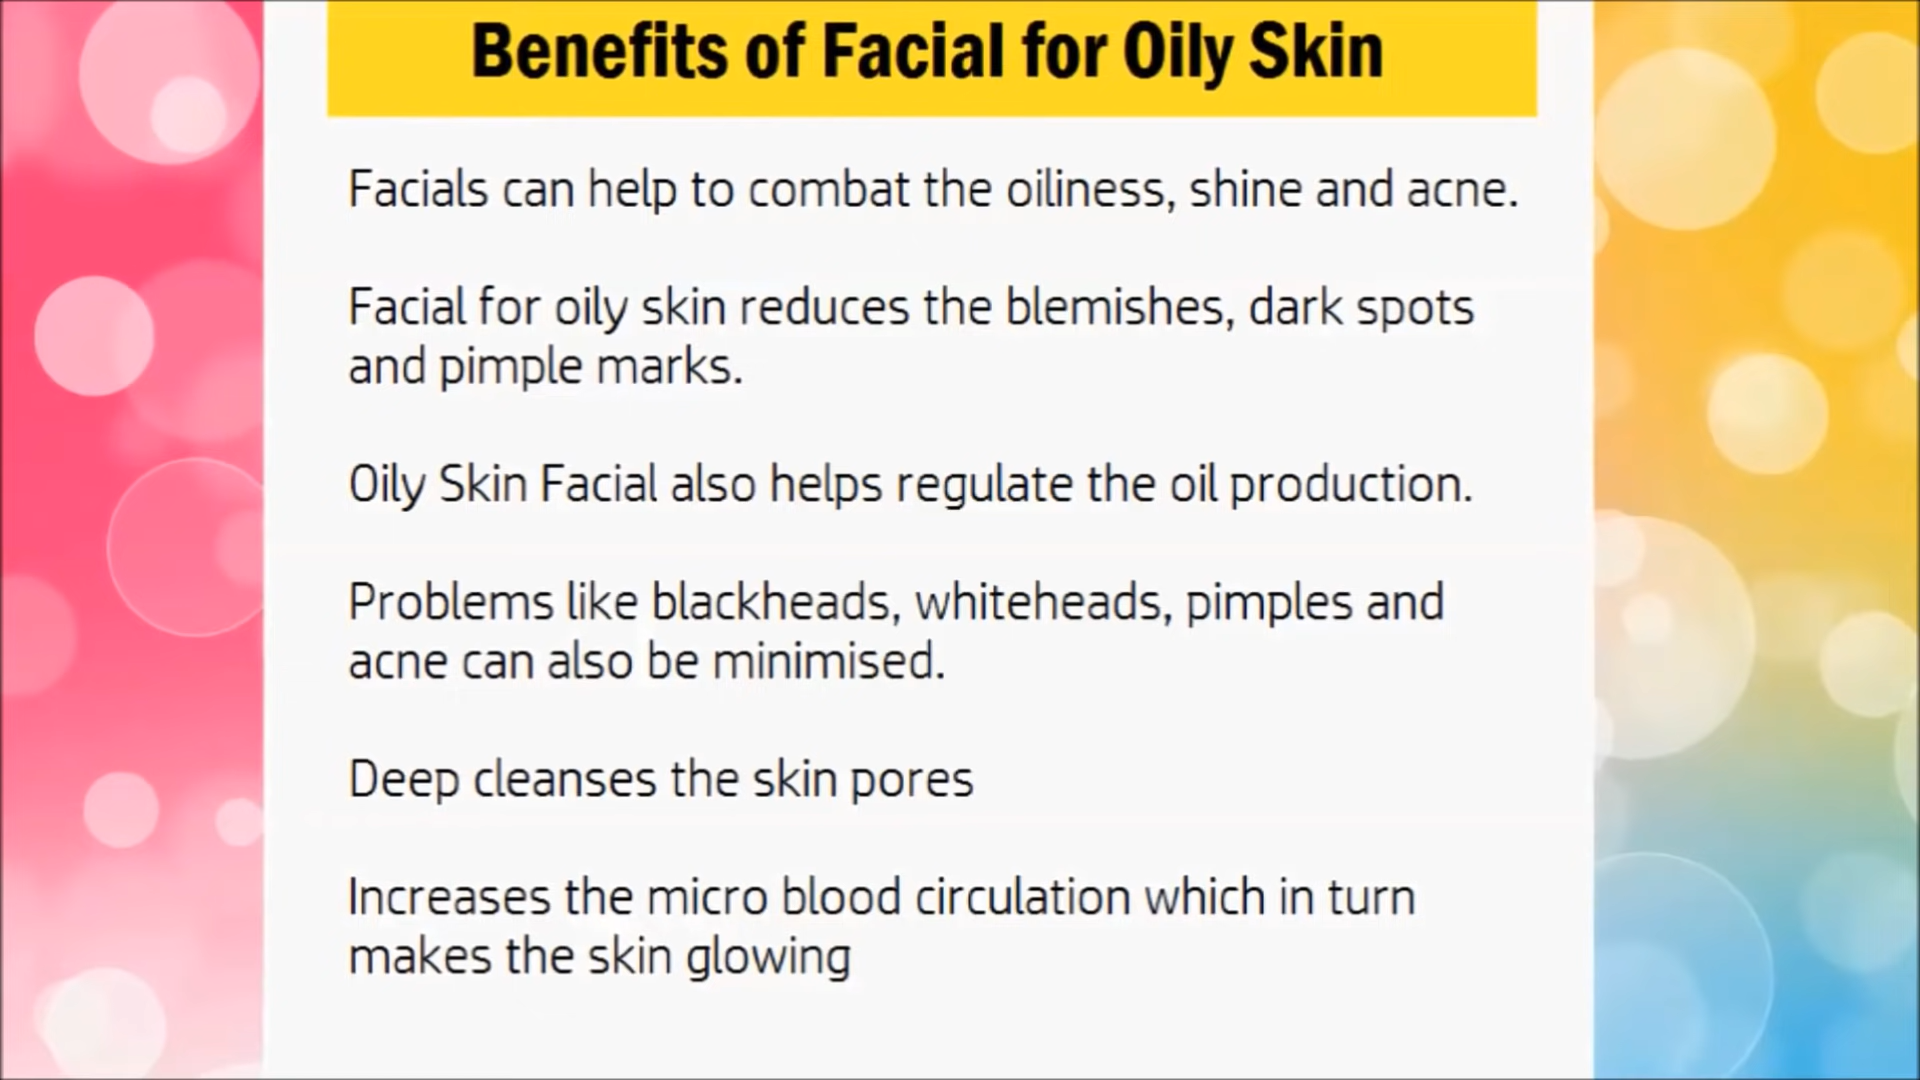 Benefits of Facial for Oily Skin
Facials can help to combat the oiliness, shine and acne.
Facial for oily skin reduces the blemishes, dark spots
and pimple marks.
Oily Skin Facial also helps regulate the oil production.
Problems like blackheads, whiteheads, pimples and
acne can also be minimised.
Deep cleanses the skin pores
Increases the micro blood circulation which in turn
makes the skin glowing